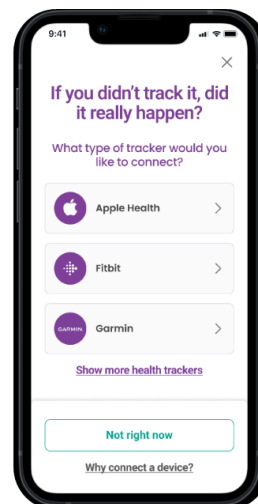 9:41
If you didn't track it, did
it really happen?
What type of tracker would you
like to connect?
Apple Health
Fitbit
GARMIN
Garmin
Show more health trackers
Not right now
Why connect a device?